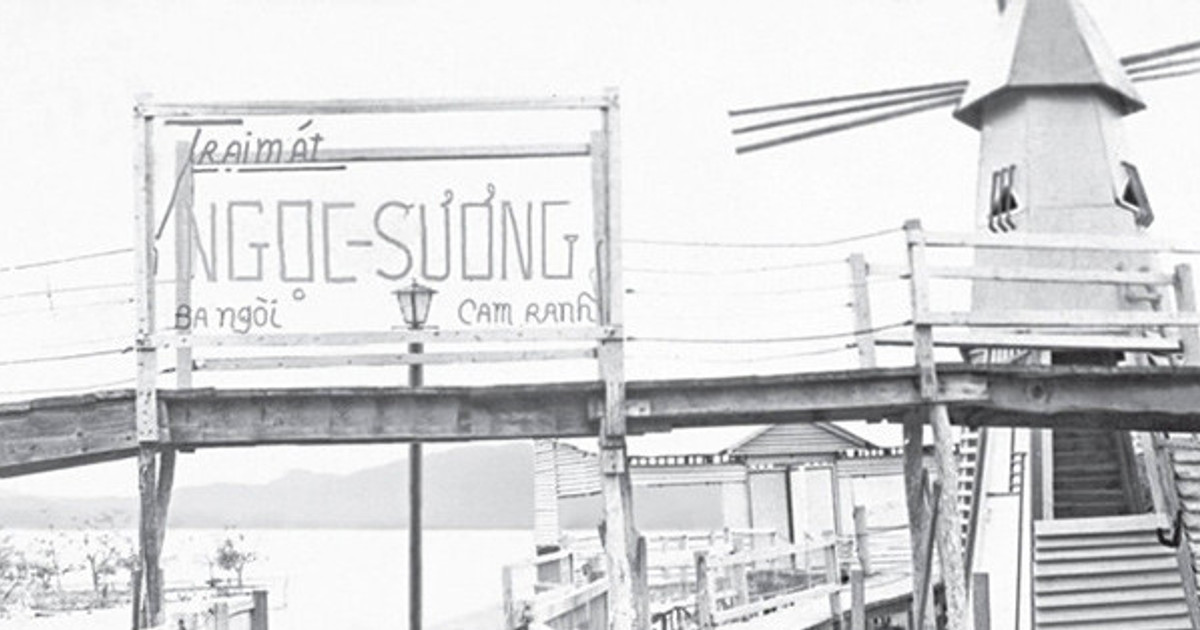 Trại mát
NGỌC-SƯƠNG
BA ngòi CAM RANh